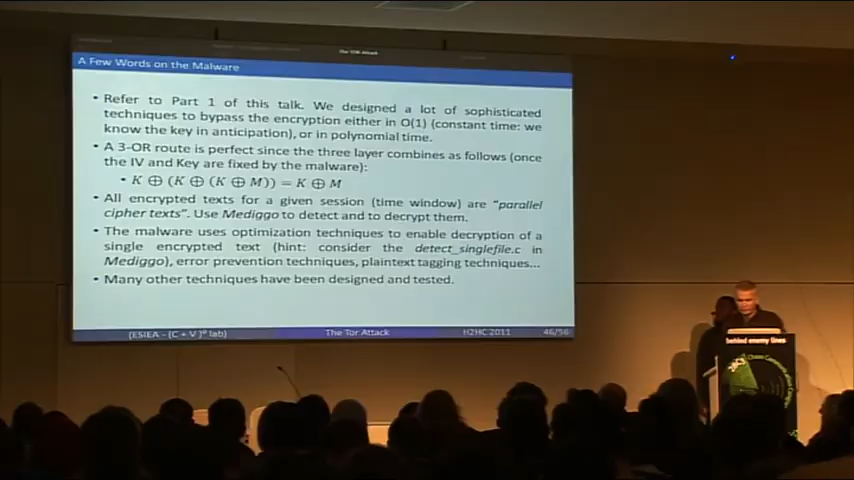 The TOR Attack
A Few Words on the Malware
• Refer to Part 1 of this talk. We designed a lot of sophisticated
techniques to bypass the encryption either in O(1) (constant time: we
know the key in anticipation), or in polynomial time.
• A 3-OR route is perfect since the three layer combines as follows (once
the IV and Key are fixed by the malware):
• K ⊕ (K ⊕ (K ⊕ M)) = K ⊕ M
• All encrypted texts for a given session (time window) are "parallel
cipher texts". Use Mediggo to detect and to decrypt them.
• The malware uses optimization techniques to enable decryption of a
single encrypted text (hint: consider the detect_singlefile.c in
Mediggo), error prevention techniques, plaintext tagging techniques...
• Many other techniques have been designed and tested.
(ESIEA - (C + V)° lab)
The Tor Attack
H2HC 2011
46/56
behind enemy lines